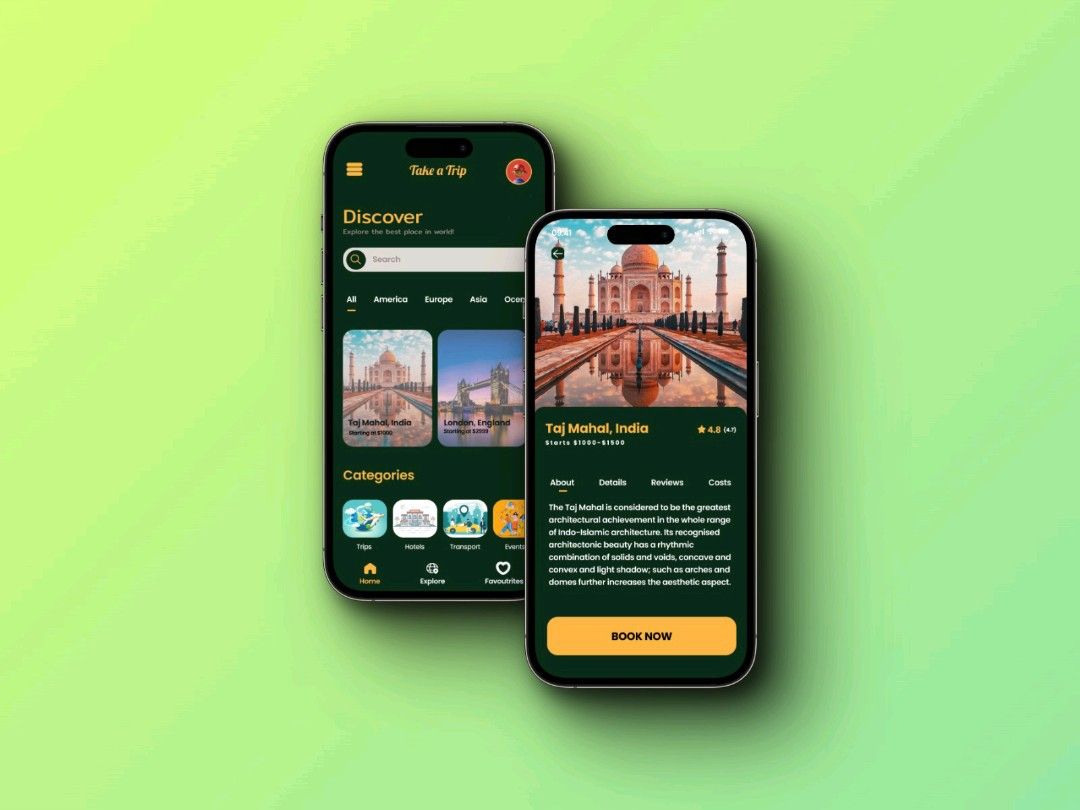 Take a Trip
Discover
Explore the best place in world!
Search
All America Europe Asia
Taj Mahal, India
Starting at $1000
London, England
Starting at $2999
Categories
Trips Hotels Transport Events
Home Explore Favoutrites
09:41
Taj Mahal, India
4.8 (4.7)
Starts $1000-$1500
About Details Reviews Costs
The Taj Mahal is considered to be the greatest
architectural achievement in the whole range
of Indo-Islamic architecture. Its recognised
architectonic beauty has a rhythmic
combination of solids and voids, concave and
convex and light shadow; such as arches and
domes further increases the aesthetic aspect.
BOOK NOW